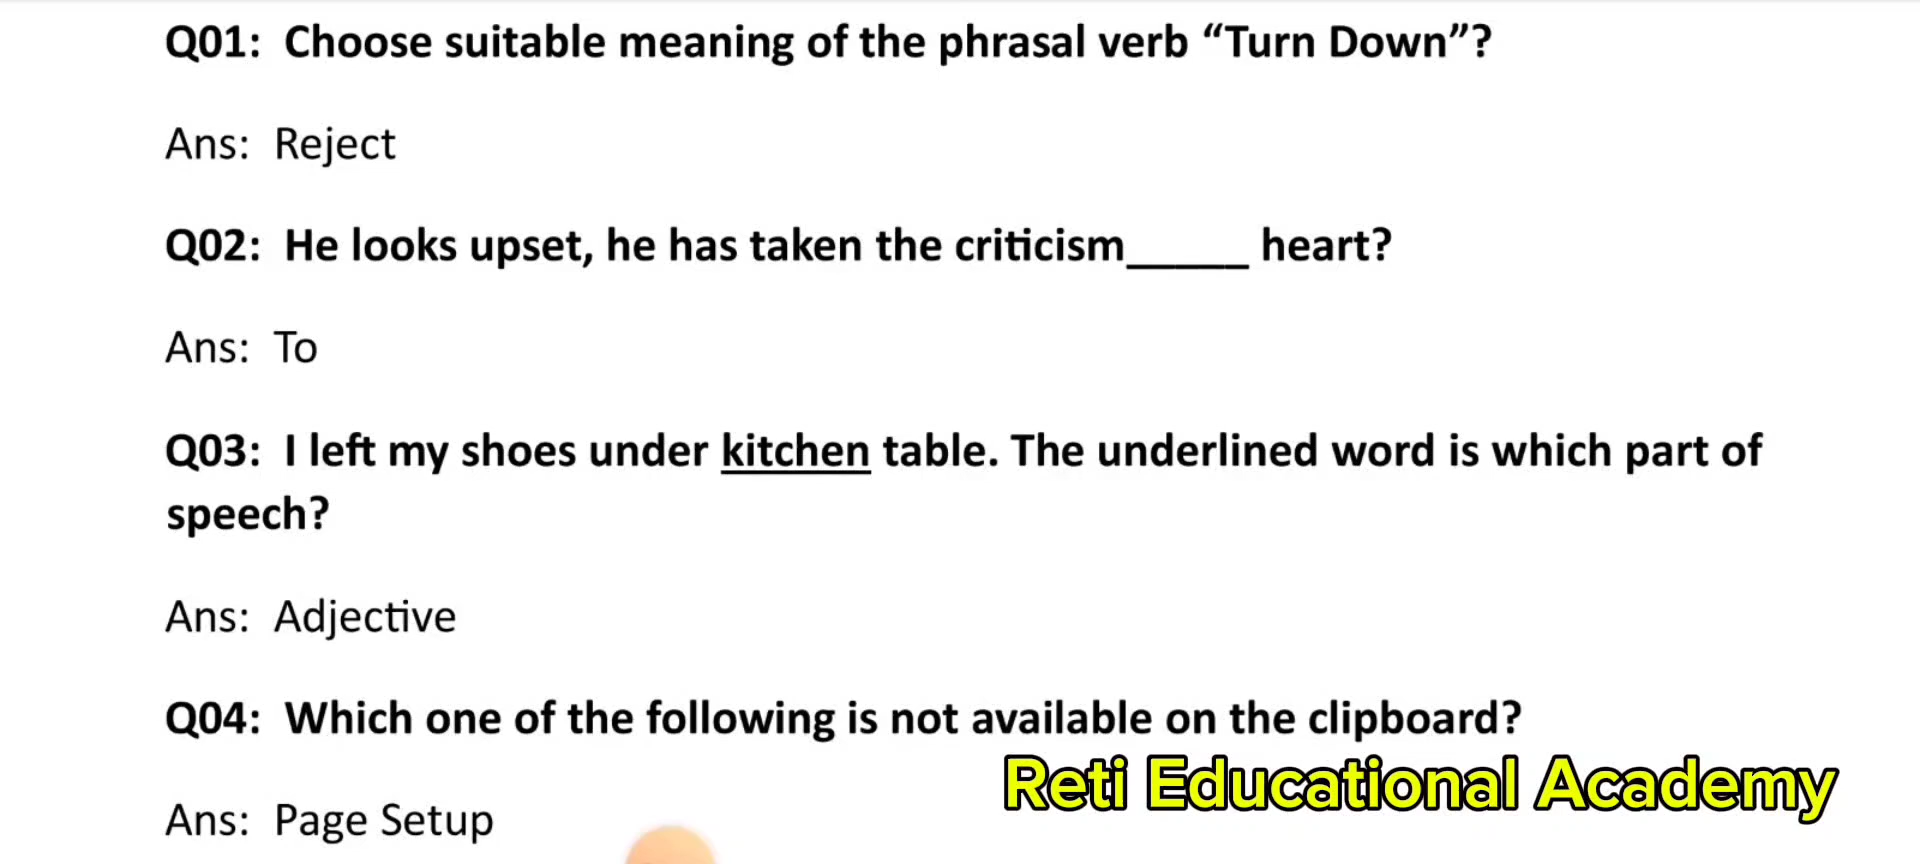 Q01:  Choose suitable meaning of the phrasal verb “Turn Down”?
Ans:  Reject
Q02:  He looks upset, he has taken the criticism_____ heart?
Ans:  To
Q03:  I left my shoes under kitchen table. The underlined word is which part of
speech?
Ans:  Adjective
Q04:  Which one of the following is not available on the clipboard?
Reti Educational Academy
Ans:  Page Setup